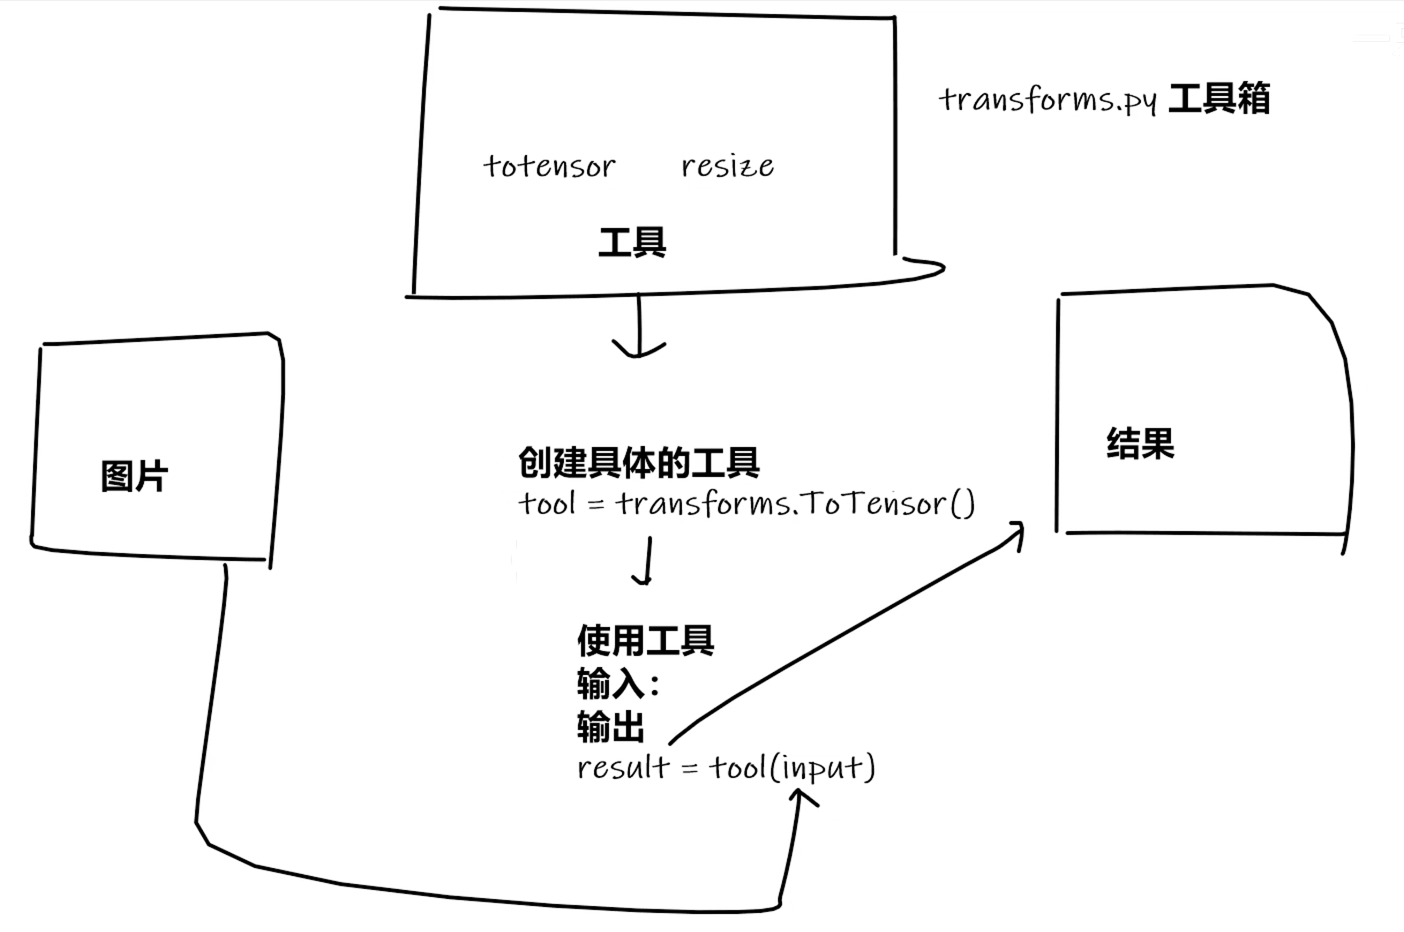 transforms.py 工具箱
totensor resize
工具
图片
创建具体的工具
tool = transforms.ToTensor()
结果
使用工具
输入：
输出
result = tool(input)